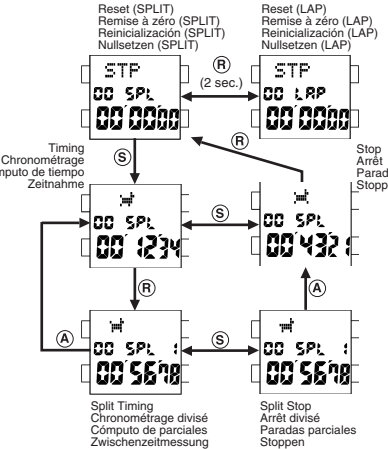 Reset (SPLIT)
Remise à zéro (SPLIT)
Reinicialización (SPLIT)
Nullsetzen (SPLIT)
Reset (LAP)
Remise à zéro (LAP)
Reinicialización (LAP)
Nullsetzen (LAP)
STP
00 SPL
00'00'00
R
(2 sec.)
STP
00 LAP
00'00'00
Timing
Chronométrage
mputo de tiempo
Zeitnahme
S
R
Stop
Arrêt
Parad
Stopp
00 SPL
00'12'34
S
00 SPL
00'43'21
R
A
A
00 SPL 1
00'56'78
S
00 SPL 1
00'56'78
Split Timing
Chronométrage divisé
Cómputo de parciales
Zwischenzeitmessung
Split Stop
Arrêt divisé
Paradas parciales
Stoppen